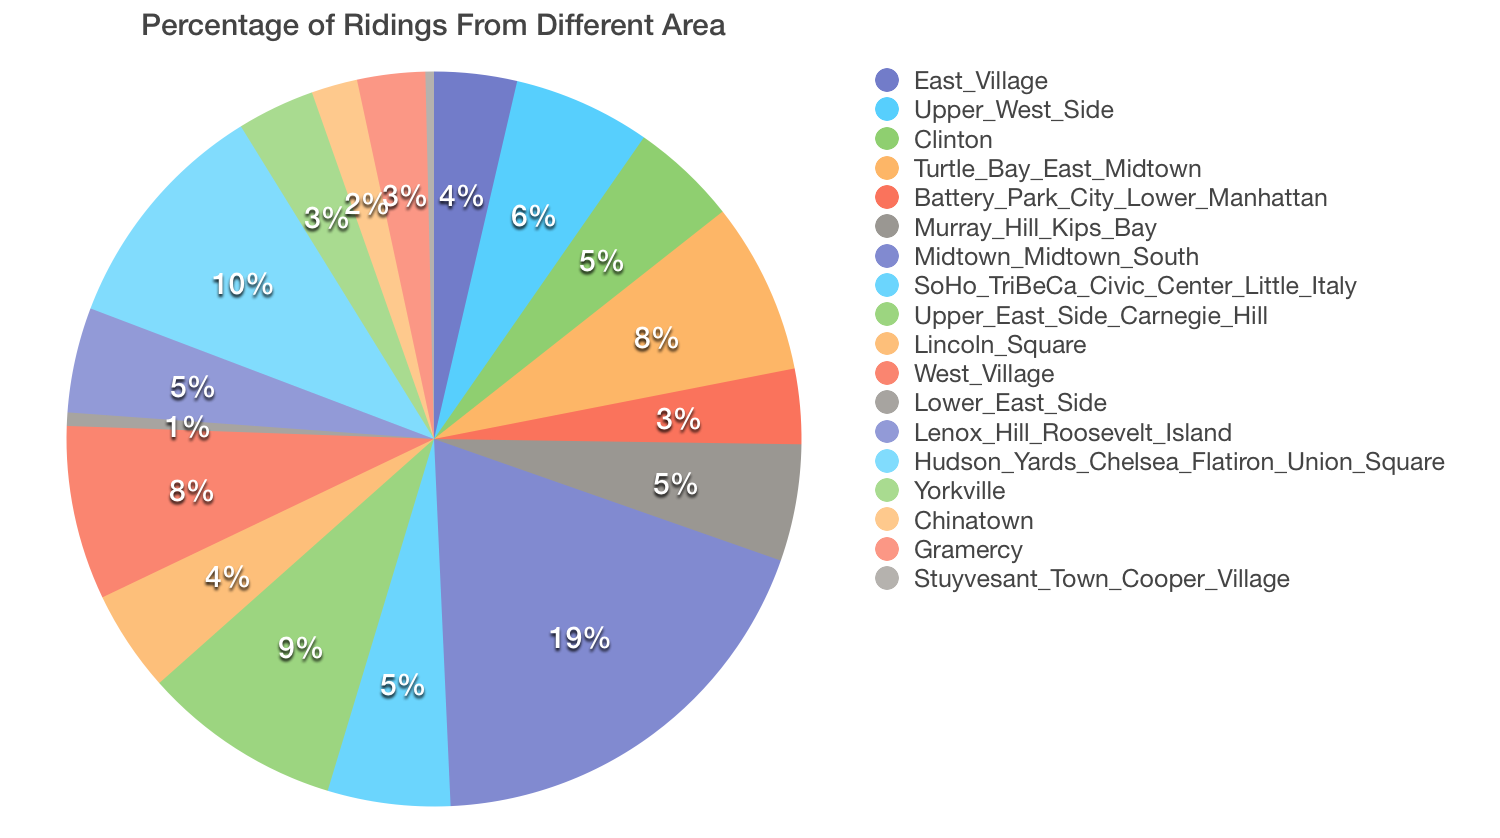 Percentage of Ridings From Different Area
4%
6%
5%
8%
3%
5%
19%
5%
9%
4%
8%
1%
5%
10%
3%
2%
3%
East_Village
Upper_West_Side
Clinton
Turtle_Bay_East_Midtown
Battery_Park_City_Lower_Manhattan
Murray_Hill_Kips_Bay
Midtown_Midtown_South
SoHo_TriBeCa_Civic_Center_Little_Italy
Upper_East_Side_Carnegie_Hill
Lincoln_Square
West_Village
Lower_East_Side
Lenox_Hill_Roosevelt_Island
Hudson_Yards_Chelsea_Flatiron_Union_Square
Yorkville
Chinatown
Gramercy
Stuyvesant_Town_Cooper_Village